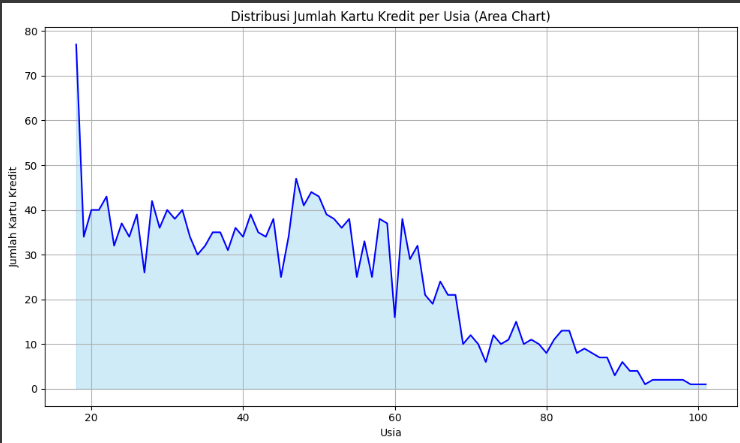 Distribusi Jumlah Kartu Kredit per Usia (Area Chart)
80
70
60
50
40
30
20
10
0
Jumlah Kartu Kredit
20 40 60 80 100
Usia